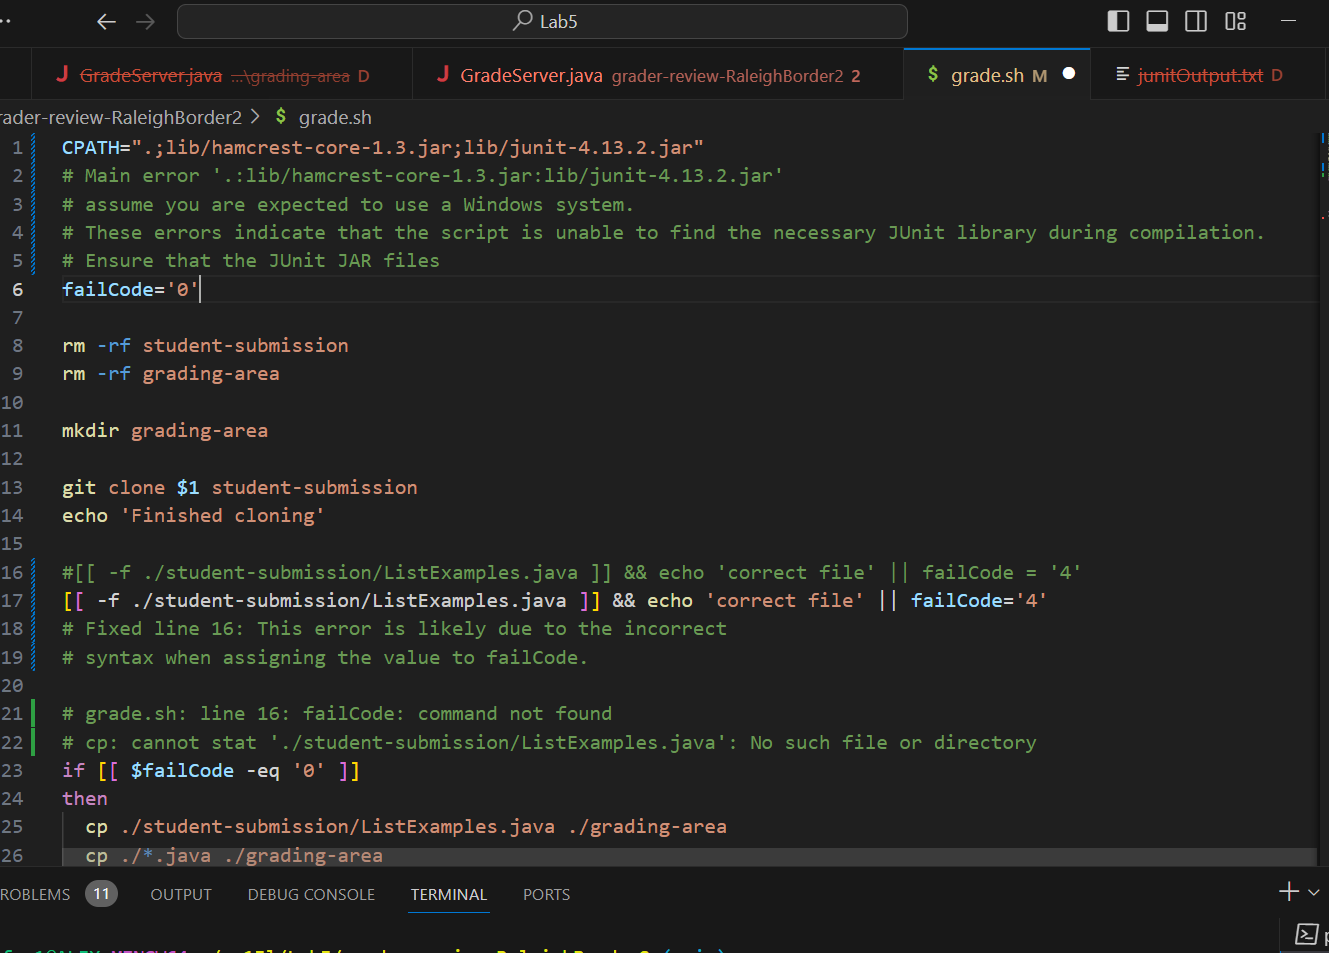 Lab5
GradeServer.java ...\grading-area D
GradeServer.java grader-review-RaleighBorder2 2
$ grade.sh M
junitOutput.txt D
rader-review-RaleighBorder2 > $ grade.sh
1 CPATH=".;lib/hamcrest-core-1.3.jar;lib/junit-4.13.2.jar"
2 # Main error '.:lib/hamcrest-core-1.3.jar:lib/junit-4.13.2.jar'
3 # assume you are expected to use a Windows system.
4 # These errors indicate that the script is unable to find the necessary JUnit library during compilation.
5 # Ensure that the JUnit JAR files
6 failCode='0'
7
8 rm -rf student-submission
9 rm -rf grading-area
10
11 mkdir grading-area
12
13 git clone $1 student-submission
14 echo 'Finished cloning'
15
16 #[[ -f ./student-submission/ListExamples.java ]] && echo 'correct file' || failCode = '4'
17 [[ -f ./student-submission/ListExamples.java ]] && echo 'correct file' || failCode='4'
18 # Fixed line 16: This error is likely due to the incorrect
19 # syntax when assigning the value to failCode.
20
21 # grade.sh: line 16: failCode: command not found
22 # cp: cannot stat './student-submission/ListExamples.java': No such file or directory
23 if [[ $failCode -eq '0' ]]
24 then
25 cp ./student-submission/ListExamples.java ./grading-area
26 cp ./*.java ./grading-area
ROBLEMS 11 OUTPUT DEBUG CONSOLE TERMINAL PORTS